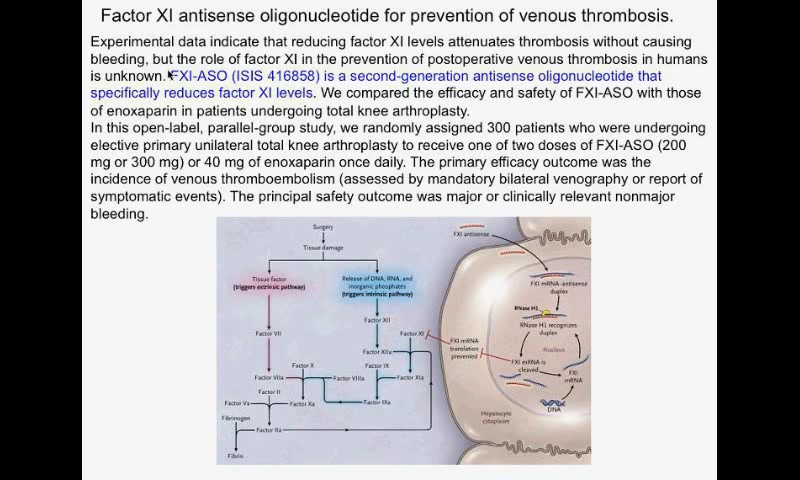 Factor XI antisense oligonucleotide for prevention of venous thrombosis.
Experimental data indicate that reducing factor XI levels attenuates thrombosis without causing
bleeding, but the role of factor XI in the prevention of postoperative venous thrombosis in humans
is unknown. FXI-ASO (ISIS 416858) is a second-generation antisense oligonucleotide that
specifically reduces factor XI levels. We compared the efficacy and safety of FXI-ASO with those
of enoxaparin in patients undergoing total knee arthroplasty.
In this open-label, parallel-group study, we randomly assigned 300 patients who were undergoing
elective primary unilateral total knee arthroplasty to receive one of two doses of FXI-ASO (200
mg or 300 mg) or 40 mg of enoxaparin once daily. The primary efficacy outcome was the
incidence of venous thromboembolism (assessed by mandatory bilateral venography or report of
symptomatic events). The principal safety outcome was major or clinically relevant nonmajor
bleeding.
Surgery
Tissue damage
Tissue factor
(triggers extrinsic pathway)
Release of DNA, RNA, and
inorganic phosphates
(triggers intrinsic pathway)
Factor XII
Factor VII
Factor XI
Factor XIIa
Factor X
Factor IX
Factor VIIa
Factor VIIIa
Factor XIa
Factor II
Factor Va
Factor Xa
Factor IXa
Fibrinogen
Factor IIa
Fibrin
FXI antisense
FXI mRNA–antisense
duplex
RNase H1
RNase H1 recognizes
duplex
Nucleus
FXI mRNA
translation
prevented
FXI mRNA is
cleaved
FXI
mRNA
DNA
Hepatocyte
cytoplasm